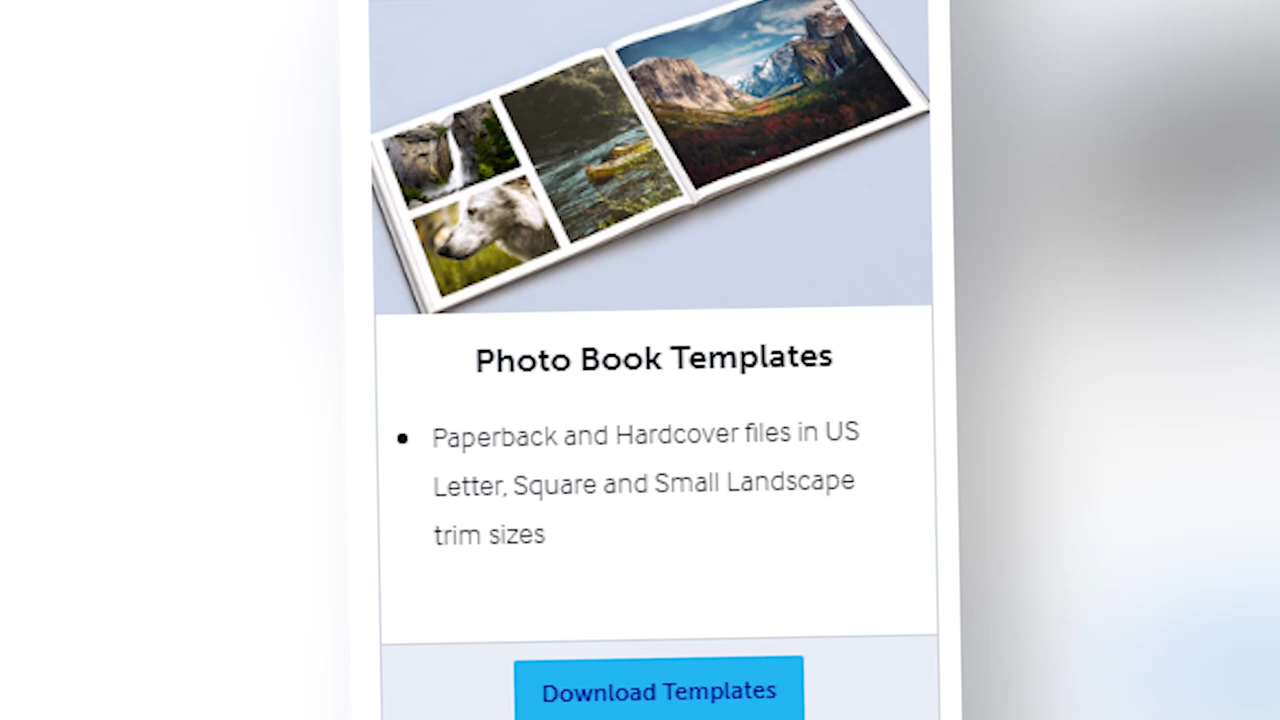 Photo Book Templates
Paperback and Hardcover files in US
Letter, Square and Small Landscape
trim sizes
Download Templates